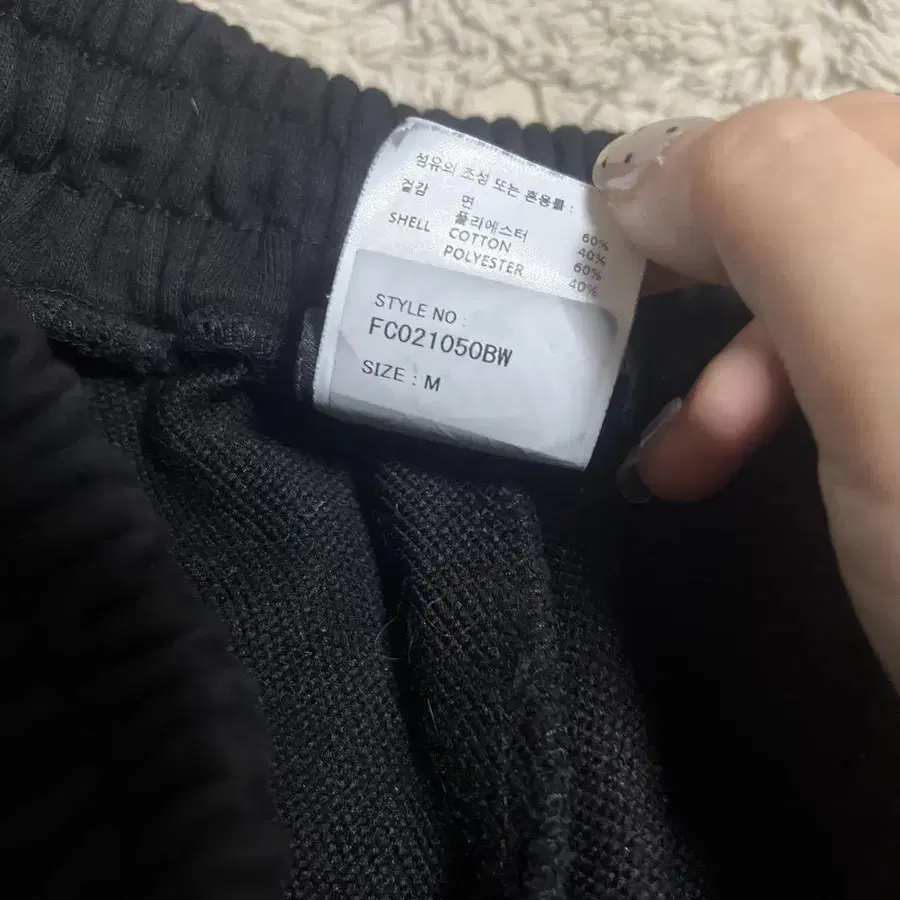 섬유의 조성 또는 혼용률 :
겉감 면 60%
폴리에스터 40%
SHELL COTTON 60%
POLYESTER 40%
STYLE NO :
FC021050BW
SIZE : M